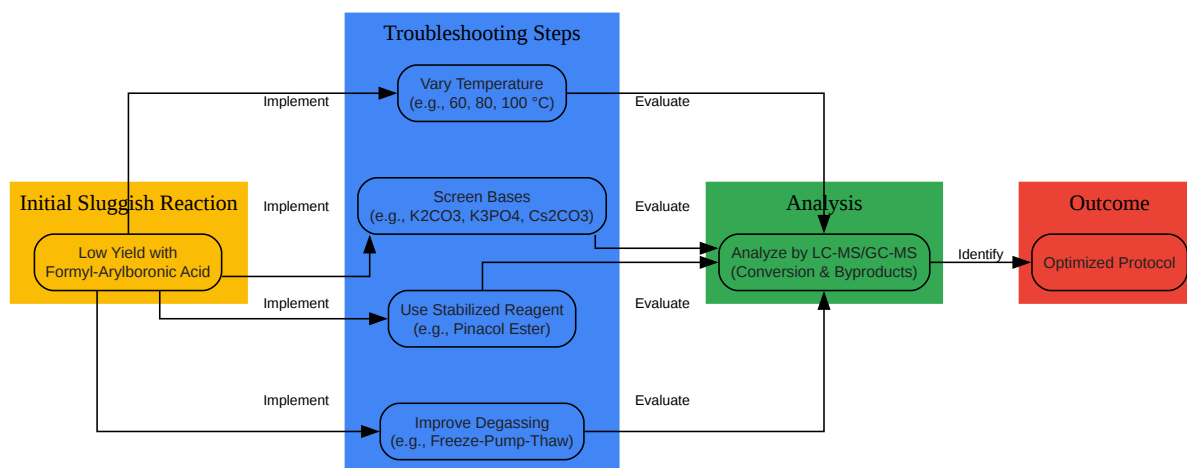 Troubleshooting Steps
Vary Temperature
(e.g., 60, 80, 100 °C)
Implement
Evaluate
Initial Sluggish Reaction
Low Yield with
Formyl-Arylboronic Acid
Implement
Screen Bases
(e.g., K2CO3, K3PO4, Cs2CO3)
Evaluate
Analysis
Analyze by LC-MS/GC-MS
(Conversion & Byproducts)
Identify
Outcome
Optimized Protocol
Implement
Use Stabilized Reagent
(e.g., Pinacol Ester)
Evaluate
Implement
Improve Degassing
(e.g., Freeze-Pump-Thaw)
Evaluate